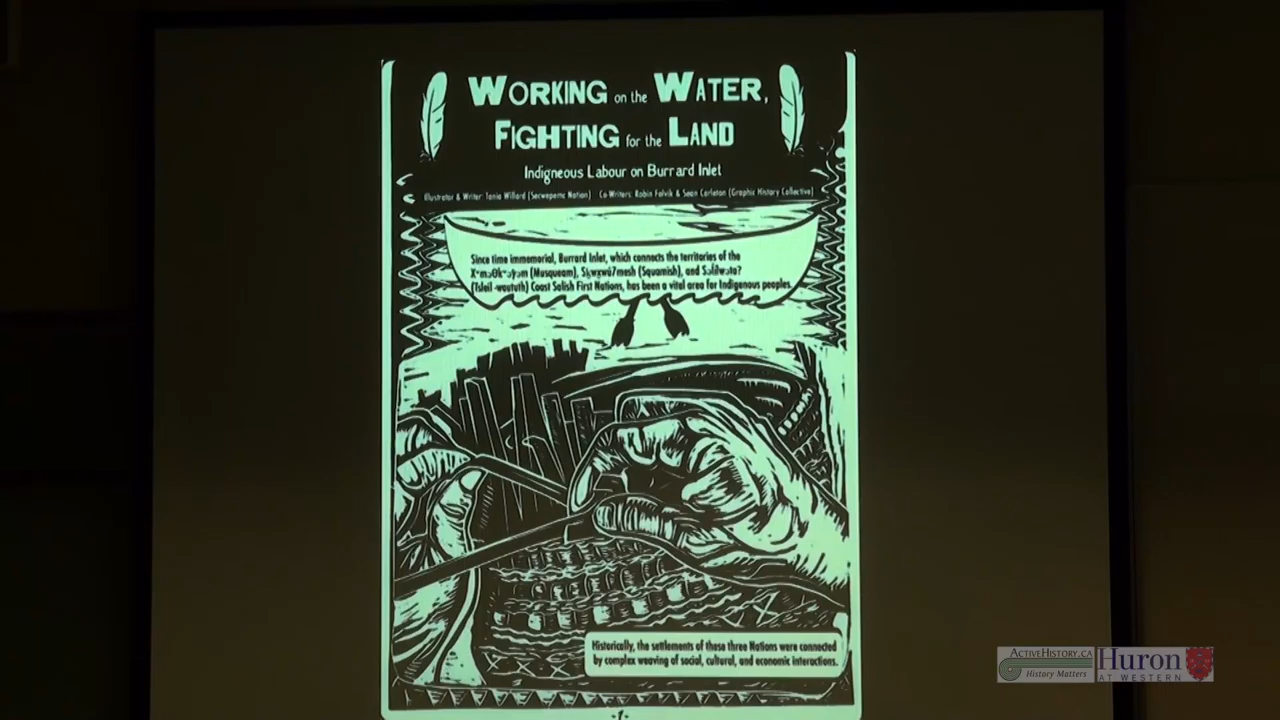 WORKING on the WATER,
FIGHTING for the LAND
Indigneous Labour on Burrard Inlet
Illustrator & Writer: Tania Willard (Secwepemc Nation) Co-Writers: Robin Folvik & Sean Carleton (Graphic History Collective)
Since time immemorial, Burrard Inlet, which connects the territories of the
(Musqueam), (Squamish), and
(Tsleil-waututh) Coast Salish First Nations, has been a vital area for Indigenous peoples.
Historically, the settlements of these three Nations were connected
by complex weaving of social, cultural, and economic interactions.
-1-
ACTIVEHISTORY.CA
History Matters
Huron
AT WESTERN